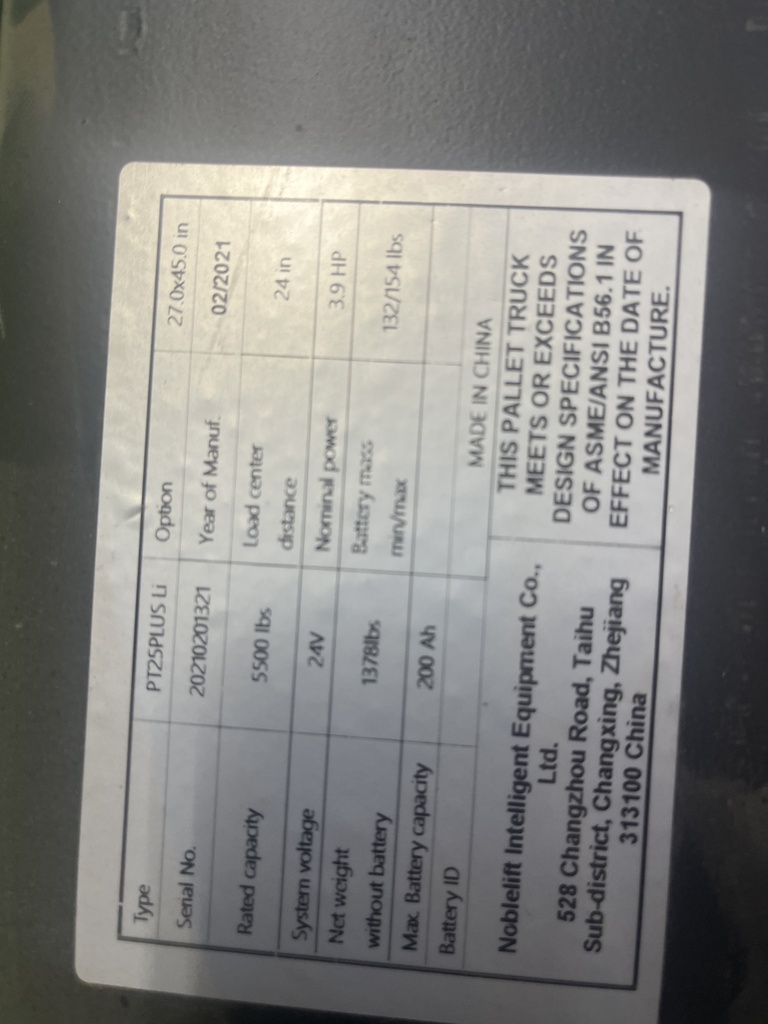 Type PT25PLUS Li Option 27.0x45.0 in
Serial No. 20210201321 Year of Manuf. 02/2021
Rated capacity 5500 lbs Load center distance 24 in
System voltage 24V Nominal power 3.9 HP
Net weight without battery 1378lbs Battery mass min/max 132/154 lbs
Max. Battery capacity 200 Ah
Battery ID
MADE IN CHINA
Noblelift Intelligent Equipment Co.,
Ltd.
528 Changzhou Road, Taihu
Sub-district, Changxing, Zhejiang
313100 China
THIS PALLET TRUCK
MEETS OR EXCEEDS
DESIGN SPECIFICATIONS
OF ASME/ANSI B56.1 IN
EFFECT ON THE DATE OF
MANUFACTURE.